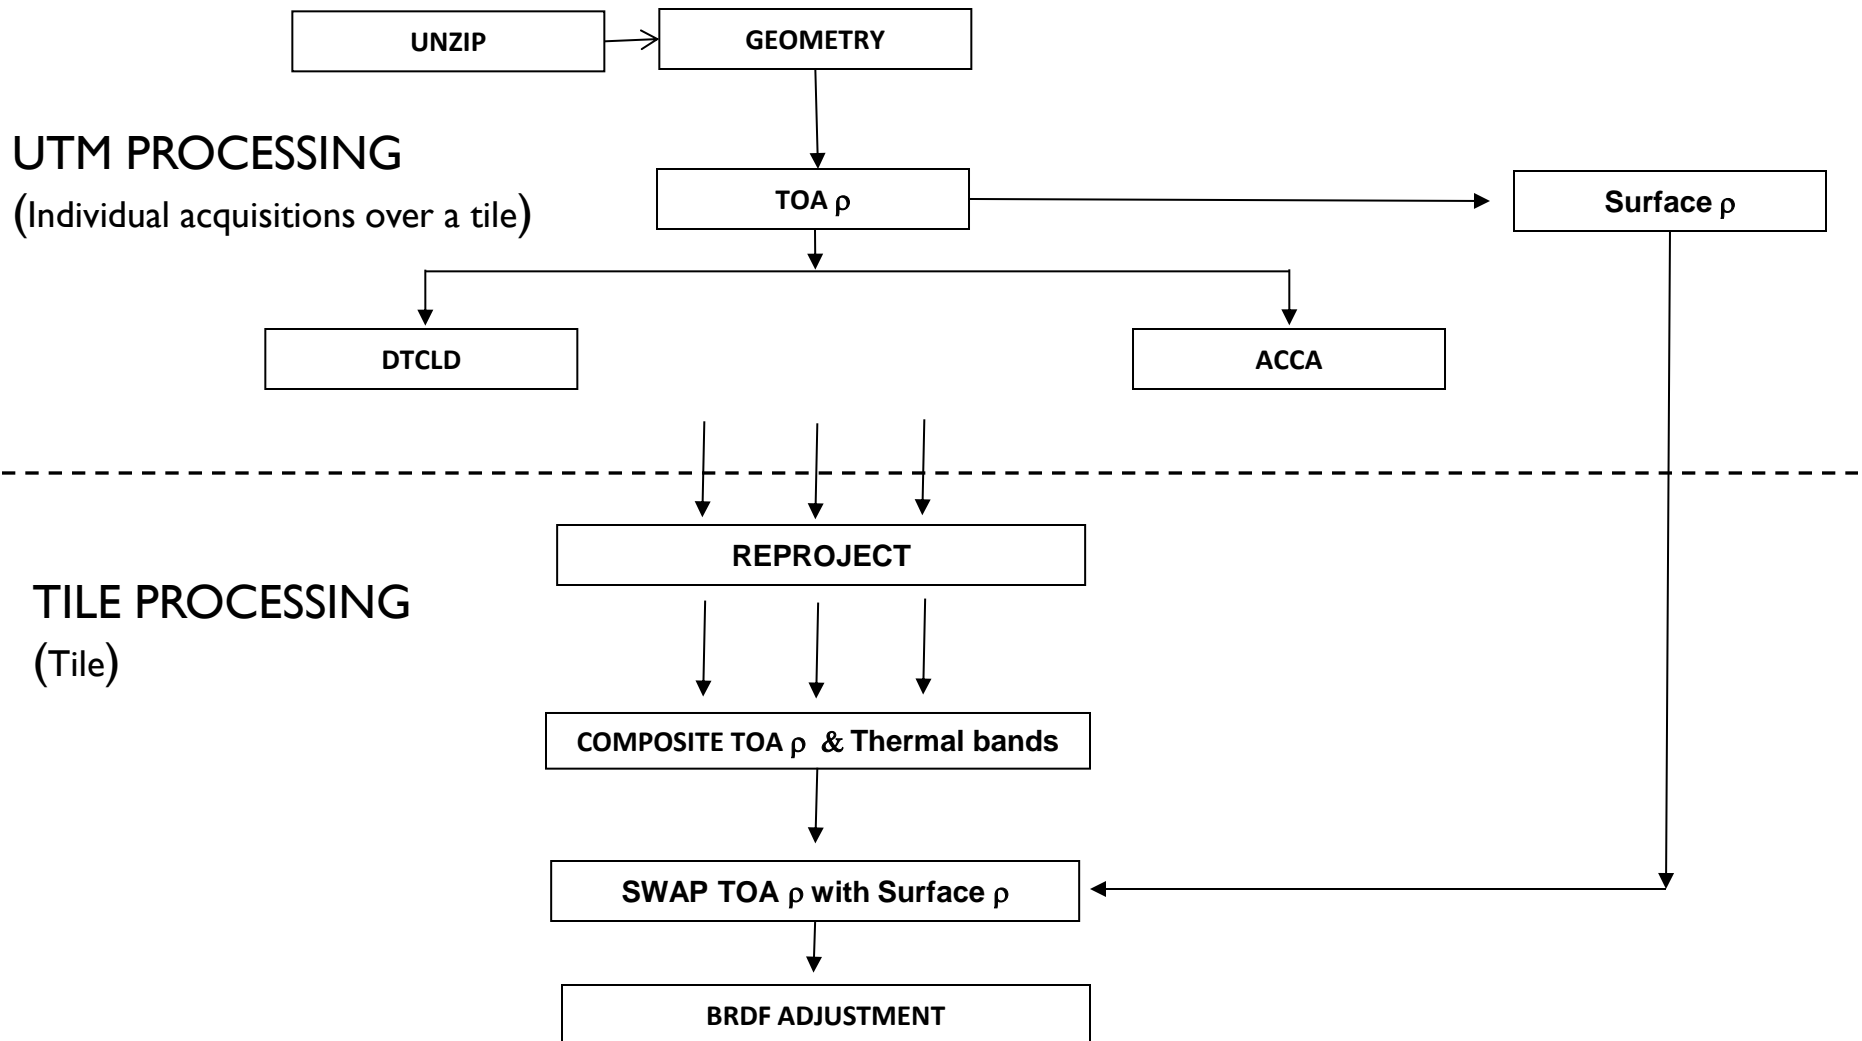 UNZIP
GEOMETRY
UTM PROCESSING
(Individual acquisitions over a tile)
TOA ρ
Surface ρ
DTCLD
ACCA
REPROJECT
TILE PROCESSING
(Tile)
COMPOSITE TOA ρ & Thermal bands
SWAP TOA ρ with Surface ρ
BRDF ADJUSTMENT